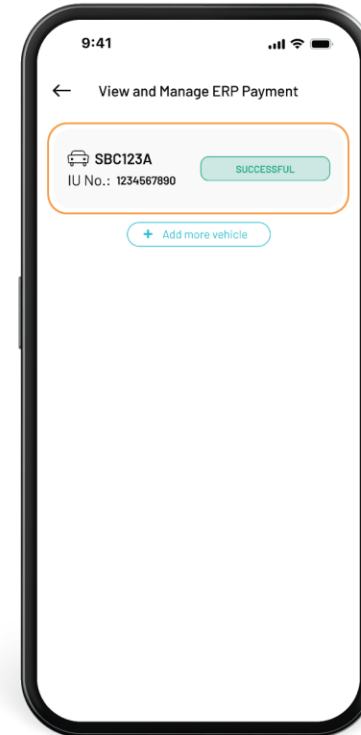 9:41
← View and Manage ERP Payment
SBC123A
IU No.: 1234567890
SUCCESSFUL
+ Add more vehicle